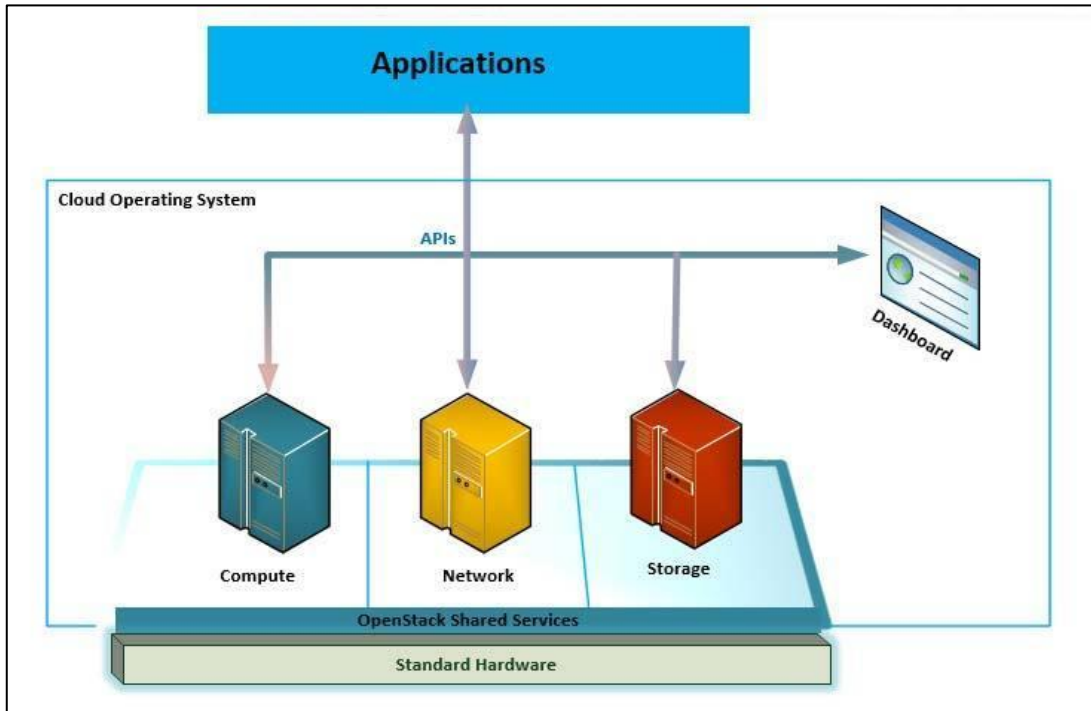 Applications
Cloud Operating System
APIs
Dashboard
Compute
Network
Storage
OpenStack Shared Services
Standard Hardware